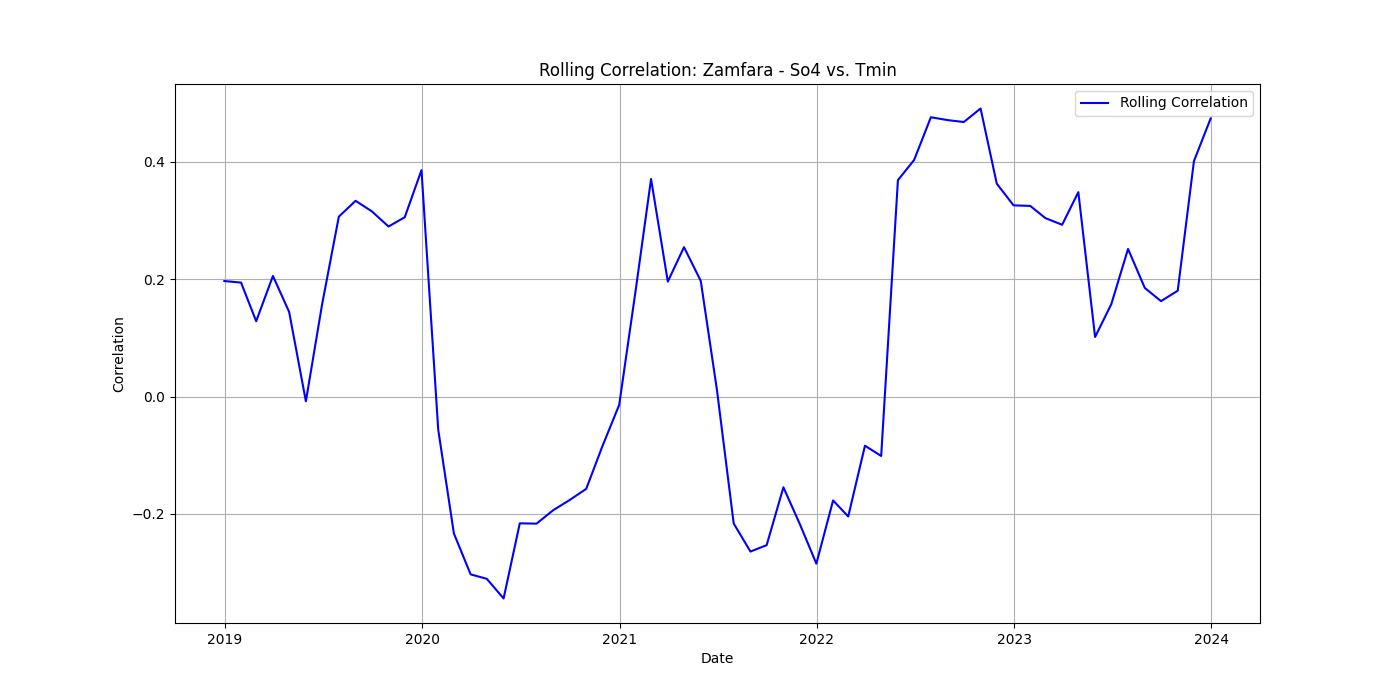 Rolling Correlation: Zamfara - So4 vs. Tmin
Rolling Correlation
0.4
0.2
0.0
−0.2
Correlation
2019 2020 2021 2022 2023 2024
Date